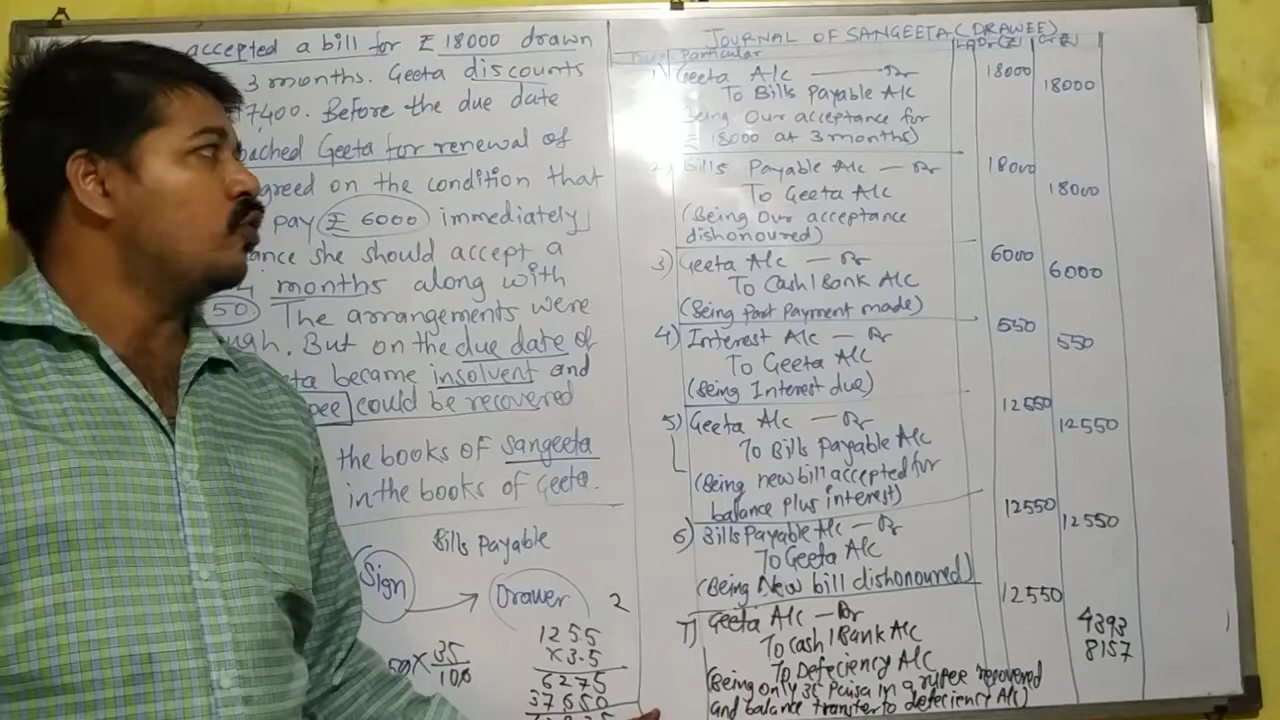 accepted a bill for ₹ 18000 drawn
3 months. Geeta discounts
7,400. Before the due date
oached Geeta for renewal of
greed on the condition that
pay ₹ 6000 immediately
ance she should accept a
months along with
50 The arrangements were
ugh. But on the due date of
eta became insolvent and
pee could be recovered
the books of Sangeeta
in the books of Geeta.
Bills Payable
Sign
Drawer
2
35
100
1255
×3.5
6275
37650
JOURNAL OF SANGEETA (DRAWEE)
Particular Dr(₹) Cr(₹)
1) Geeta A/c — Dr 18000
To Bills Payable A/c 18000
Being Our acceptance for
₹ 18000 at 3 months)
2) Bills Payable A/c — Dr 18000
To Geeta A/c 18000
(Being Our acceptance
dishonoured)
3) Geeta A/c — Dr 6000
To Cash/Bank A/c 6000
(Being Part Payment made)
4) Interest A/c — Dr 550
To Geeta A/c 550
(Being Interest due)
5) Geeta A/c — Dr 12550
To Bills Payable A/c 12550
(Being new bill accepted for
balance plus interest)
6) Bills Payable A/c — Dr 12550
To Geeta A/c 12550
(Being New bill dishonoured)
7) Geeta A/c — Dr 12550
To Cash/Bank A/c 4393
To Defeciency A/c 8157
(Being only 35 Paisa in a rupee recovered
and balance transfer to defeciency A/c)